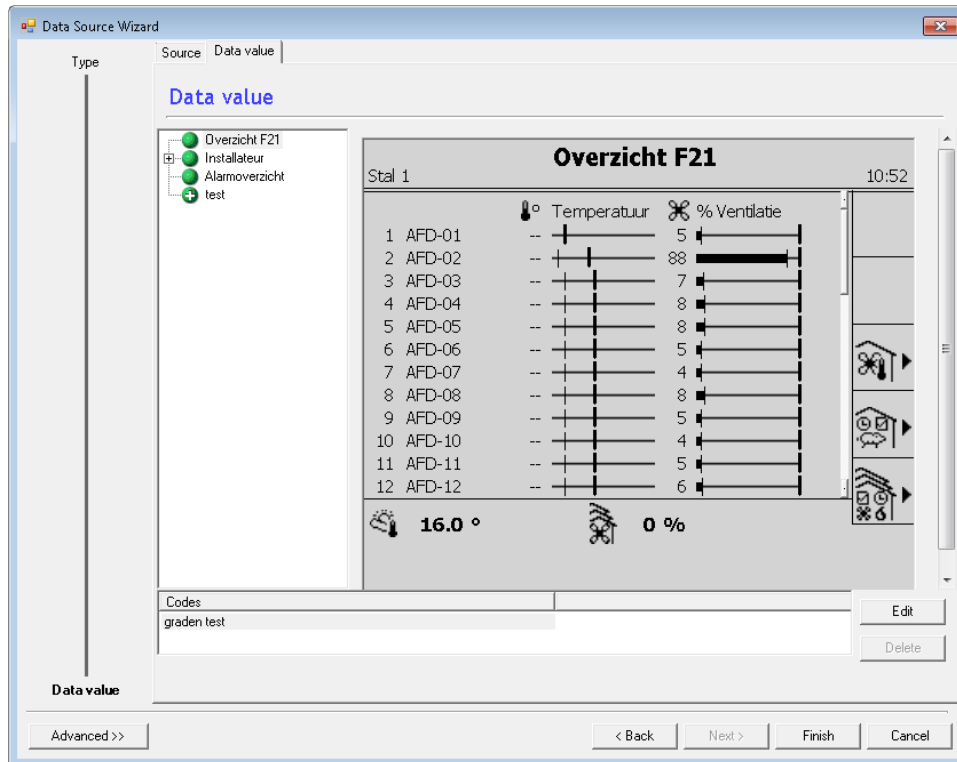 Data Source Wizard
Type
Source Data value
Data value
Overzicht F21
Installateur
Alarmoverzicht
test
Overzicht F21
Stal 1 10:52
° Temperatuur % Ventilatie
1 AFD-01 -- 5
2 AFD-02 -- 88
3 AFD-03 -- 7
4 AFD-04 -- 8
5 AFD-05 -- 8
6 AFD-06 -- 5
7 AFD-07 -- 4
8 AFD-08 -- 8
9 AFD-09 -- 5
10 AFD-10 -- 4
11 AFD-11 -- 5
12 AFD-12 -- 6
16.0 ° 0 %
Codes
graden test
Edit
Delete
Data value
Advanced >> < Back Next > Finish Cancel